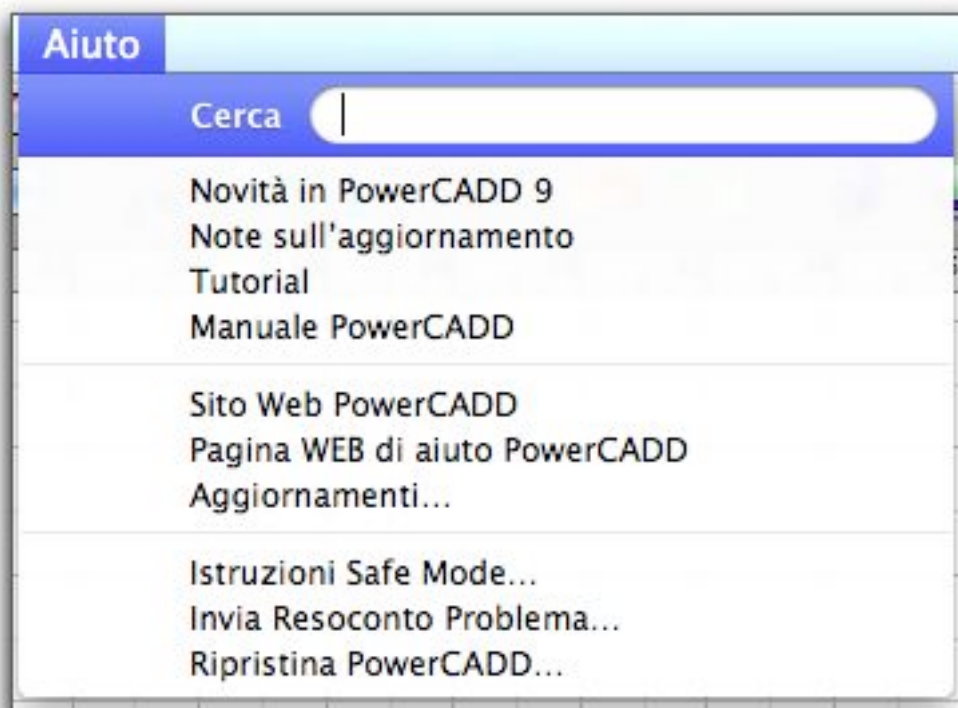 Aiuto
Cerca
Novità in PowerCADD 9
Note sull'aggiornamento
Tutorial
Manuale PowerCADD
Sito Web PowerCADD
Pagina WEB di aiuto PowerCADD
Aggiornamenti...
Istruzioni Safe Mode...
Invia Resoconto Problema...
Ripristina PowerCADD...